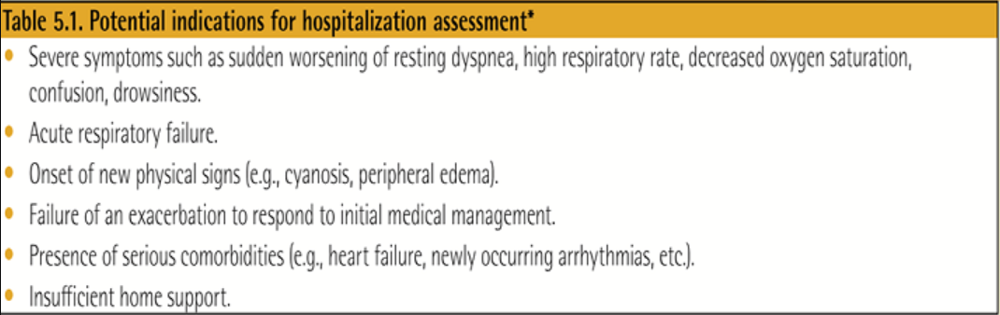 Table 5.1. Potential indications for hospitalization assessment*
• Severe symptoms such as sudden worsening of resting dyspnea, high respiratory rate, decreased oxygen saturation,
confusion, drowsiness.
• Acute respiratory failure.
• Onset of new physical signs (e.g., cyanosis, peripheral edema).
• Failure of an exacerbation to respond to initial medical management.
• Presence of serious comorbidities (e.g., heart failure, newly occurring arrhythmias, etc.).
• Insufficient home support.